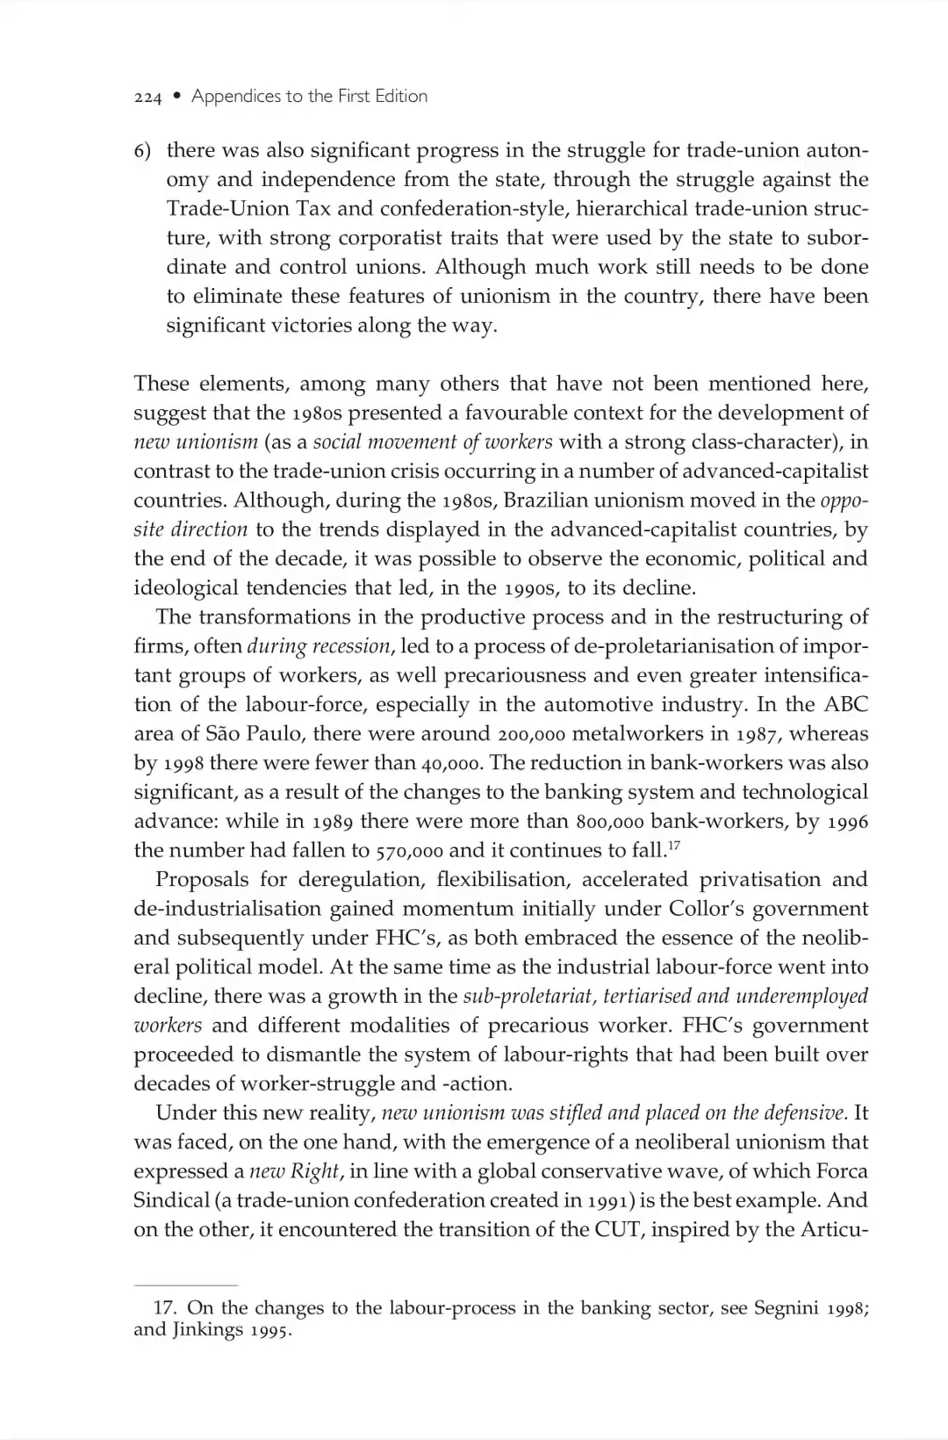 224 • Appendices to the First Edition
6) there was also significant progress in the struggle for trade-union auton-
omy and independence from the state, through the struggle against the
Trade-Union Tax and confederation-style, hierarchical trade-union struc-
ture, with strong corporatist traits that were used by the state to subor-
dinate and control unions. Although much work still needs to be done
to eliminate these features of unionism in the country, there have been
significant victories along the way.
These elements, among many others that have not been mentioned here,
suggest that the 1980s presented a favourable context for the development of
new unionism (as a social movement of workers with a strong class-character), in
contrast to the trade-union crisis occurring in a number of advanced-capitalist
countries. Although, during the 1980s, Brazilian unionism moved in the oppo-
site direction to the trends displayed in the advanced-capitalist countries, by
the end of the decade, it was possible to observe the economic, political and
ideological tendencies that led, in the 1990s, to its decline.
The transformations in the productive process and in the restructuring of
firms, often during recession, led to a process of de-proletarianisation of impor-
tant groups of workers, as well precariousness and even greater intensifica-
tion of the labour-force, especially in the automotive industry. In the ABC
area of São Paulo, there were around 200,000 metalworkers in 1987, whereas
by 1998 there were fewer than 40,000. The reduction in bank-workers was also
significant, as a result of the changes to the banking system and technological
advance: while in 1989 there were more than 800,000 bank-workers, by 1996
the number had fallen to 570,000 and it continues to fall.17
Proposals for deregulation, flexibilisation, accelerated privatisation and
de-industrialisation gained momentum initially under Collor's government
and subsequently under FHC's, as both embraced the essence of the neolib-
eral political model. At the same time as the industrial labour-force went into
decline, there was a growth in the sub-proletariat, tertiarised and underemployed
workers and different modalities of precarious worker. FHC's government
proceeded to dismantle the system of labour-rights that had been built over
decades of worker-struggle and -action.
Under this new reality, new unionism was stifled and placed on the defensive. It
was faced, on the one hand, with the emergence of a neoliberal unionism that
expressed a new Right, in line with a global conservative wave, of which Forca
Sindical (a trade-union confederation created in 1991) is the best example. And
on the other, it encountered the transition of the CUT, inspired by the Articu-
17. On the changes to the labour-process in the banking sector, see Segnini 1998;
and Jinkings 1995.